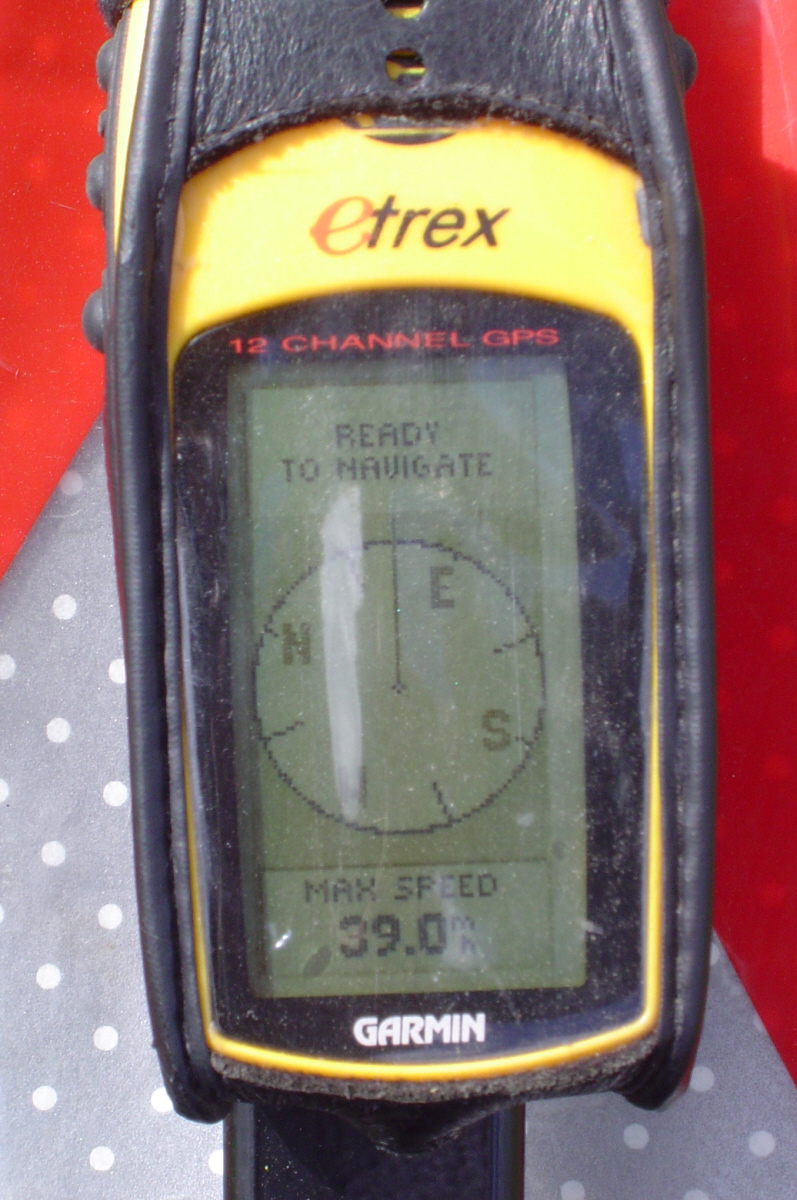 etrex
12 CHANNEL GPS
READY
TO NAVIGATE
E
N
S
MAX SPEED
39.0
GARMIN